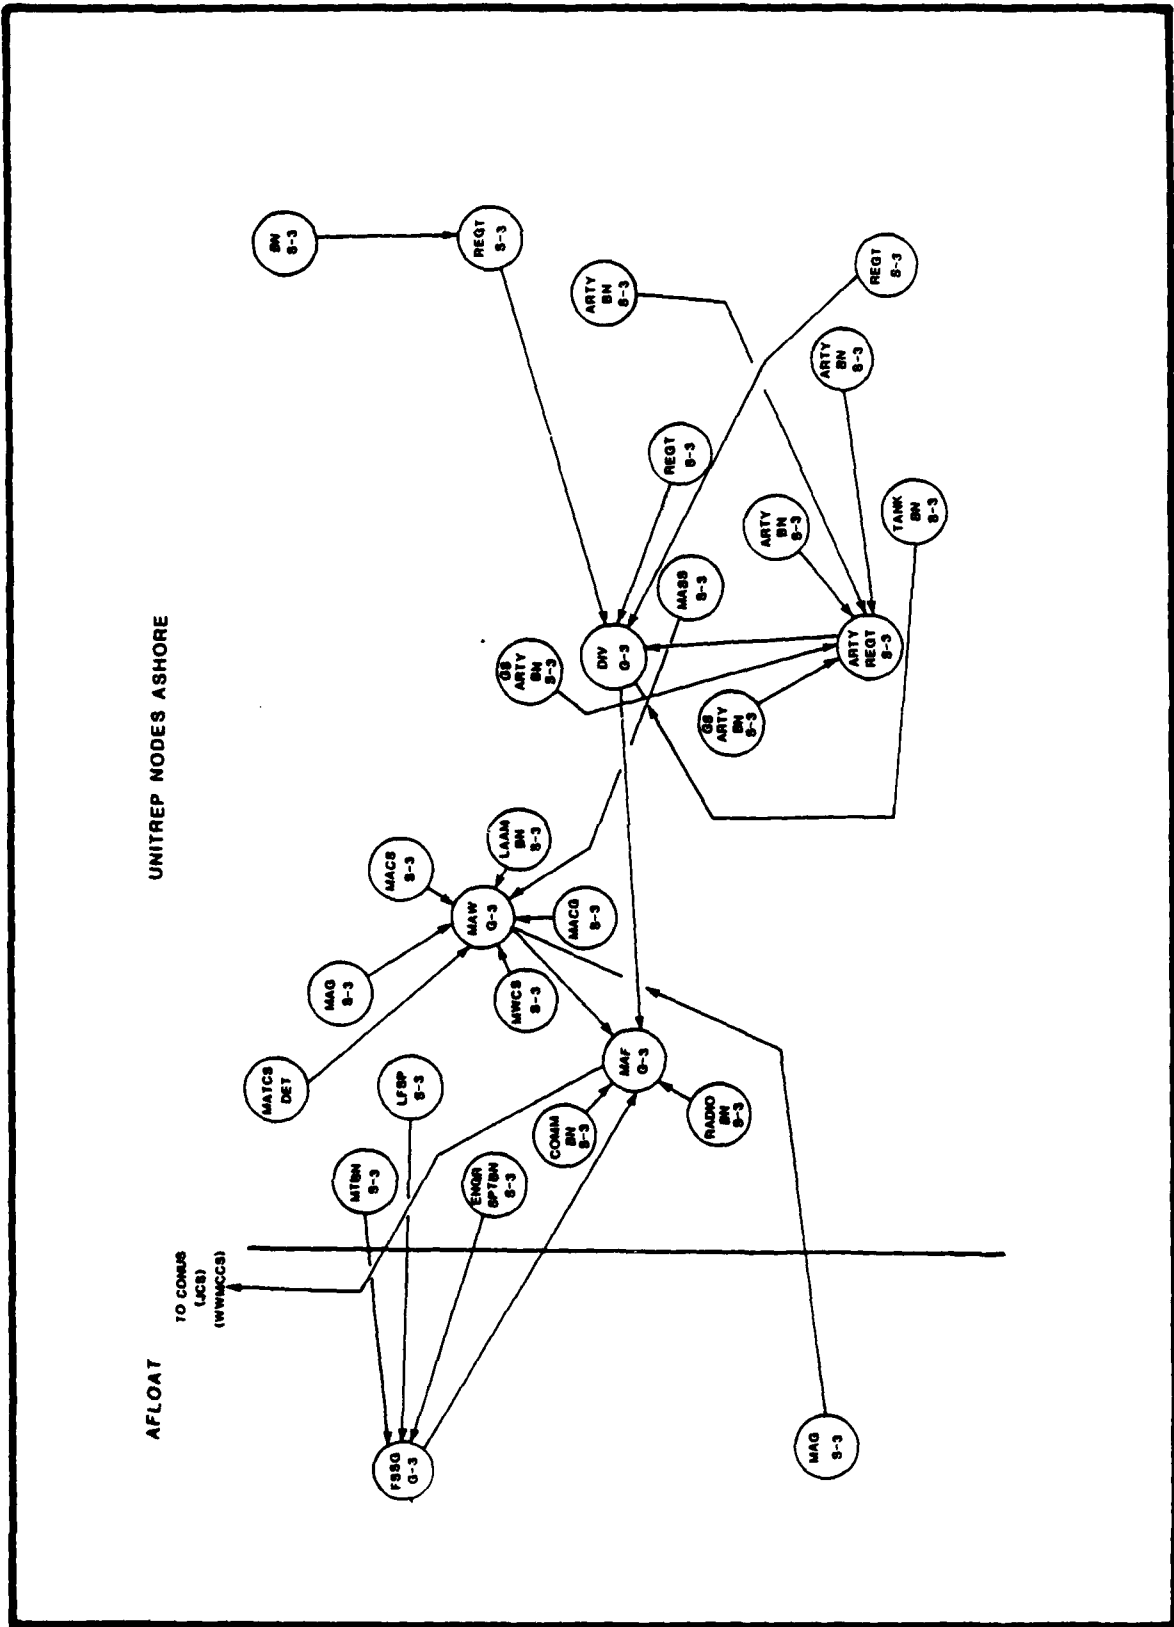 AFLOAT
UNITREP NODES ASHORE
TO CONUS
(JCS)
(WWMCCS)
MATCS
DET
BN
S-3
MAG
S-3
MTBN
S-3
MACS
S-3
FSSG
G-3
LFSP
S-3
MAW
G-3
REGT
S-3
ENGR
SPTBN
S-3
MWCS
S-3
LAAM
BN
S-3
GS
ARTY
BN
S-3
COMM
BN
S-3
MACG
S-3
DIV
G-3
ARTY
BN
S-3
MAF
G-3
MASS
S-3
REGT
S-3
RADIO
BN
S-3
GS
ARTY
BN
S-3
ARTY
BN
S-3
MAG
S-3
ARTY
REGT
S-3
ARTY
BN
S-3
TANK
BN
S-3
REGT
S-3